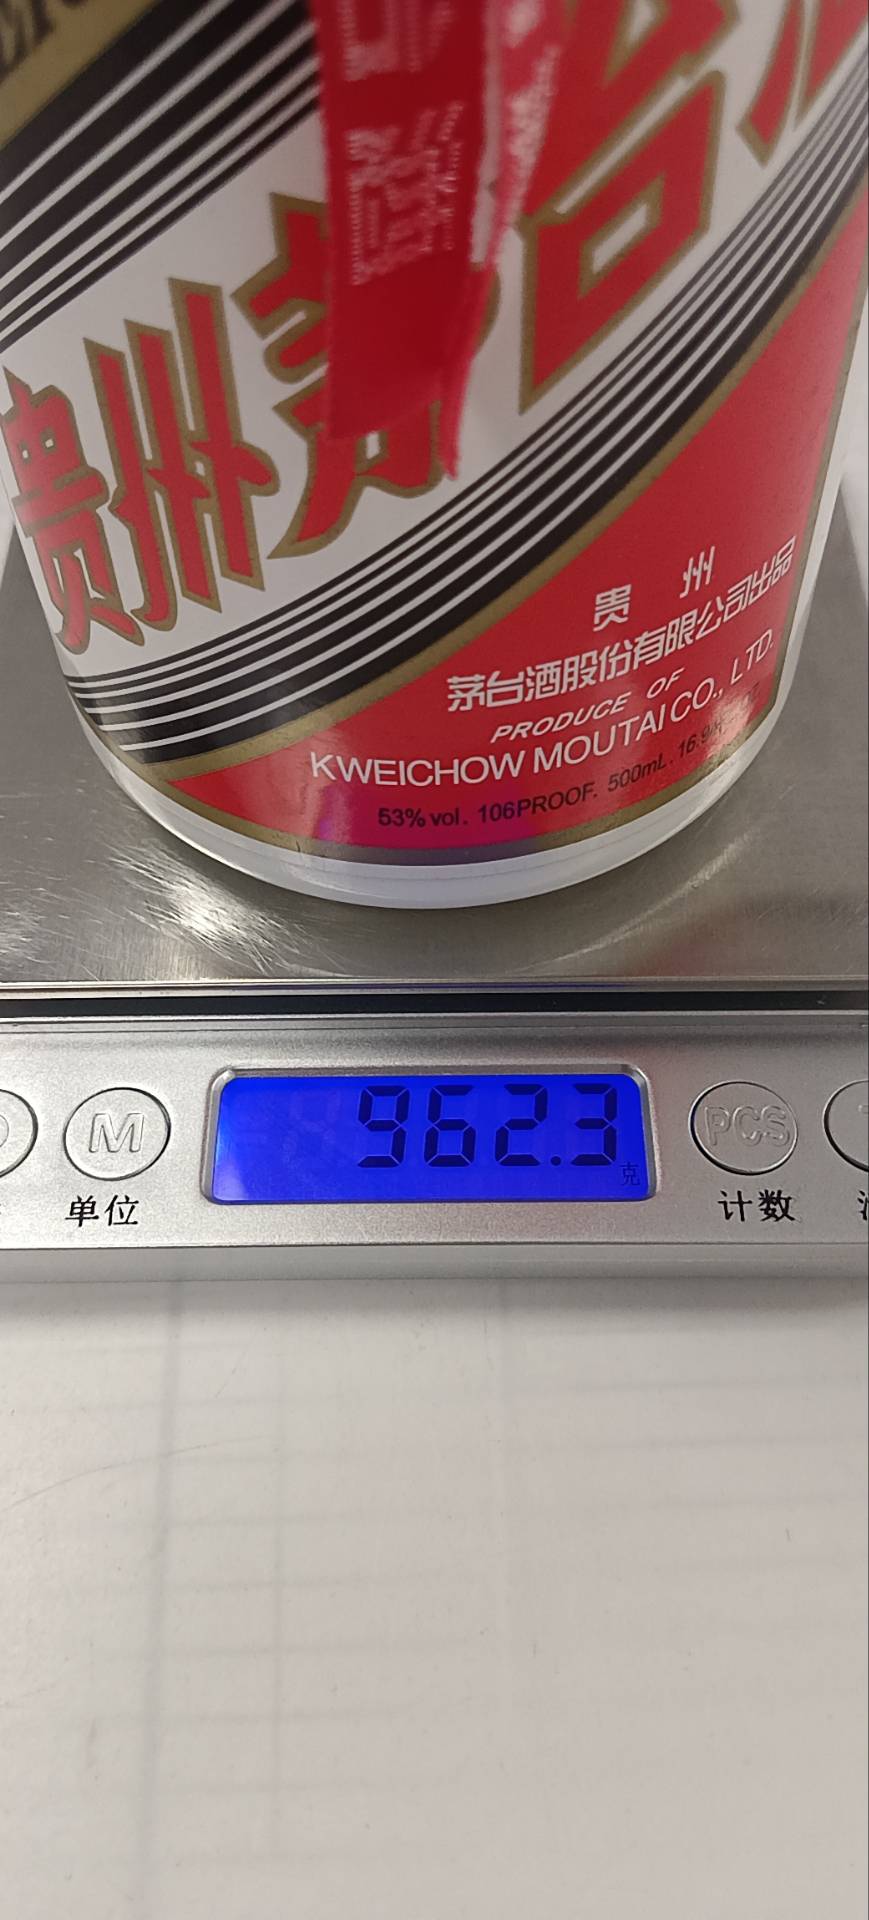 贵州茅台
贵州
茅台酒股份有限公司出品
PRODUCE OF
KWEICHOW MOUTAI CO., LTD.
53% vol. 106PROOF. 500mL.
962.3
克
M
PCS
单位
计数